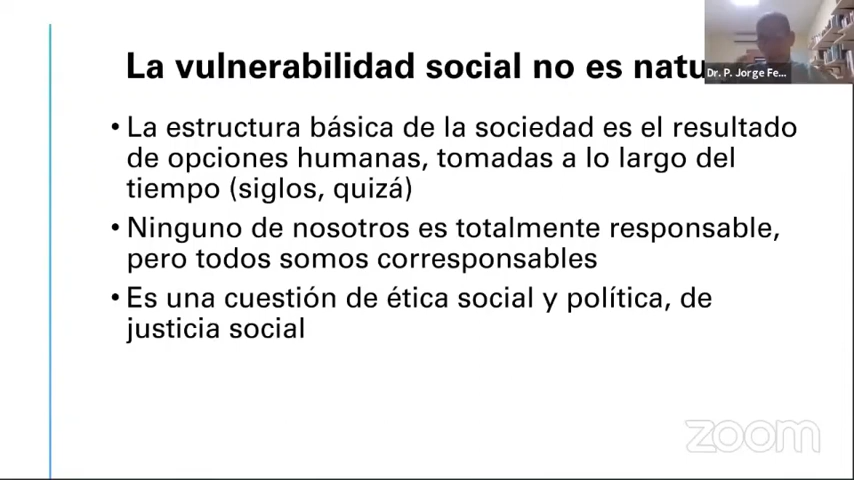 La vulnerabilidad social no es natu
Dr. P. Jorge Fe...
• La estructura básica de la sociedad es el resultado
de opciones humanas, tomadas a lo largo del
tiempo (siglos, quizá)
• Ninguno de nosotros es totalmente responsable,
pero todos somos corresponsables
• Es una cuestión de ética social y política, de
justicia social
zoom